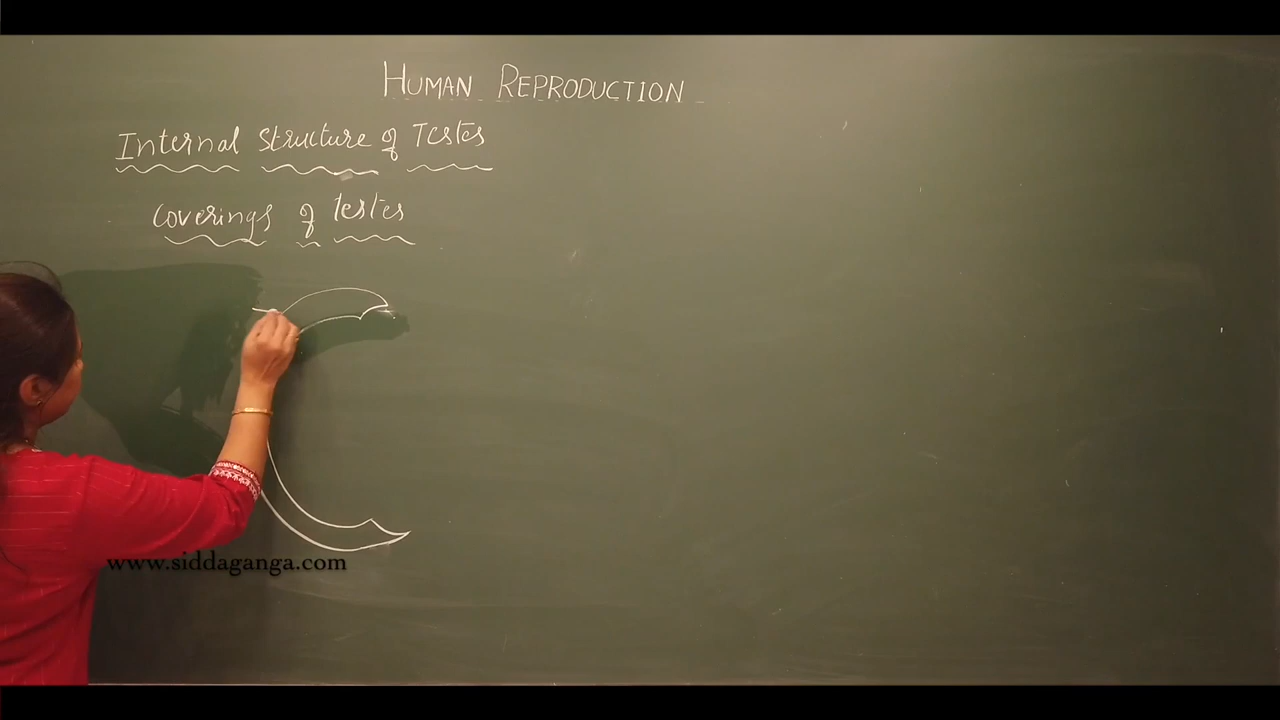 HUMAN REPRODUCTION
Internal structure of Testes
coverings of testes
www.siddaganga.com